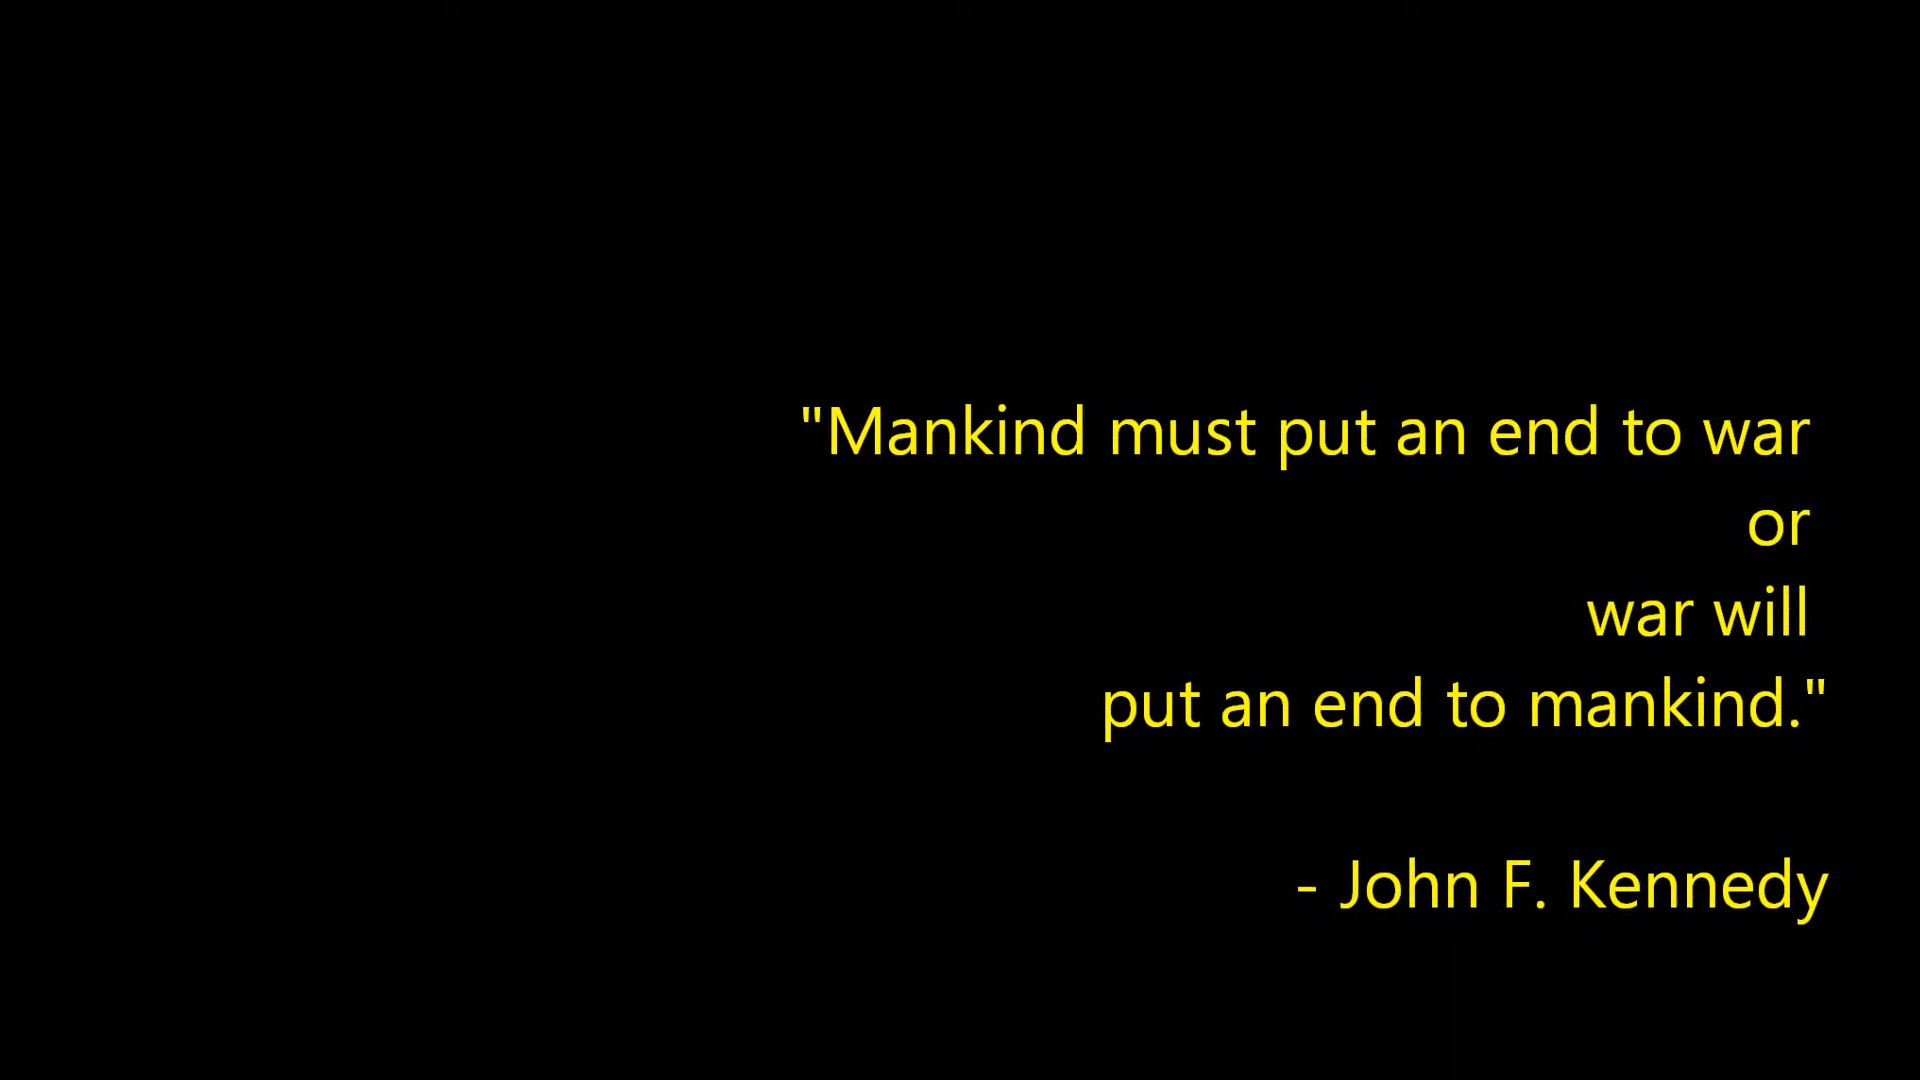 "Mankind must put an end to war
or
war will
put an end to mankind."
- John F. Kennedy